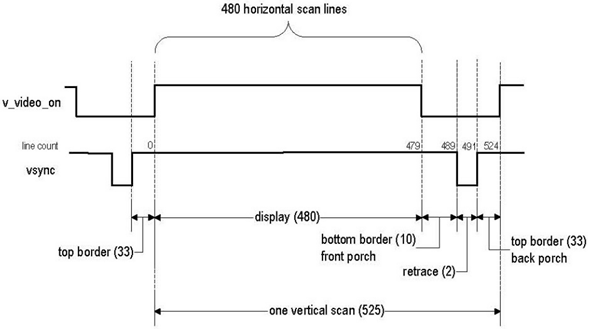 480 horizontal scan lines
v_video_on
line count
0
479
489
491
524
vsync
display (480)
top border (33)
bottom border (10)
front porch
retrace (2)
top border (33)
back porch
one vertical scan (525)